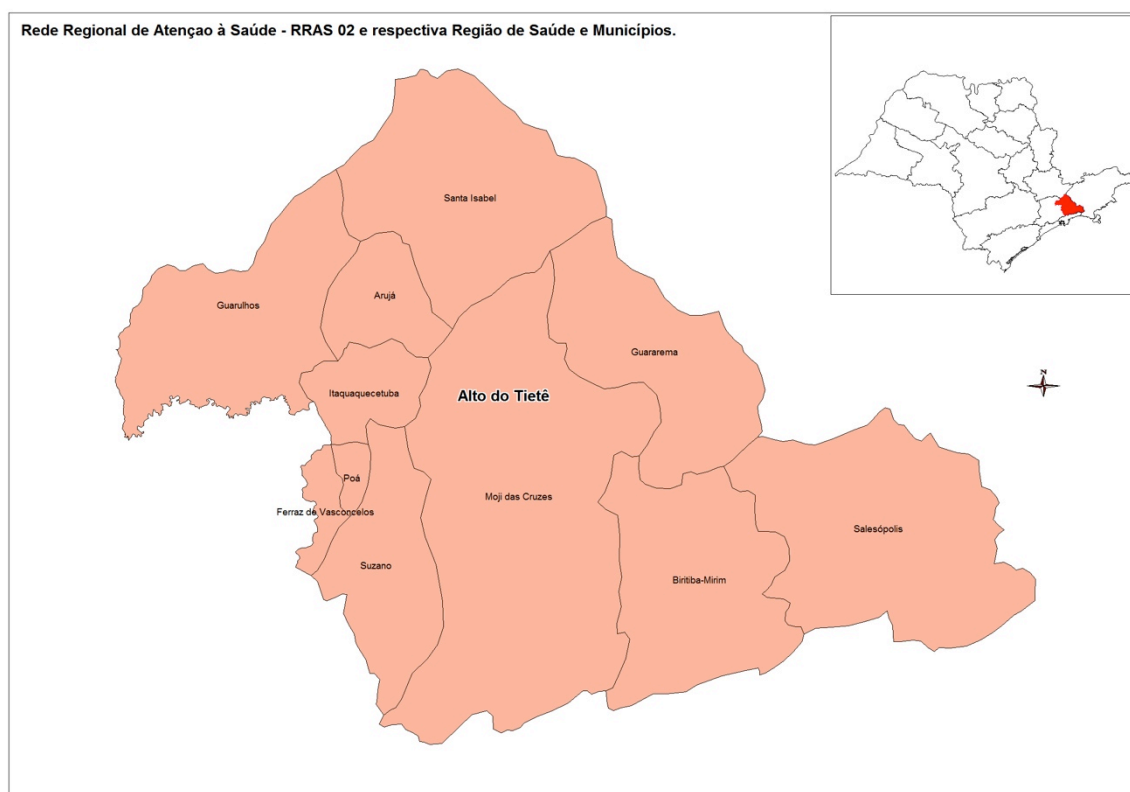 Rede Regional de Atençao à Saúde - RRAS 02 e respectiva Região de Saúde e Municípios.
Santa Isabel
Guarulhos
Arujá
Guararema
Itaquaquecetuba
Alto do Tietê
N
Poá
Moji das Cruzes
Ferraz de Vasconcelos
Salesópolis
Suzano
Biritiba-Mirim